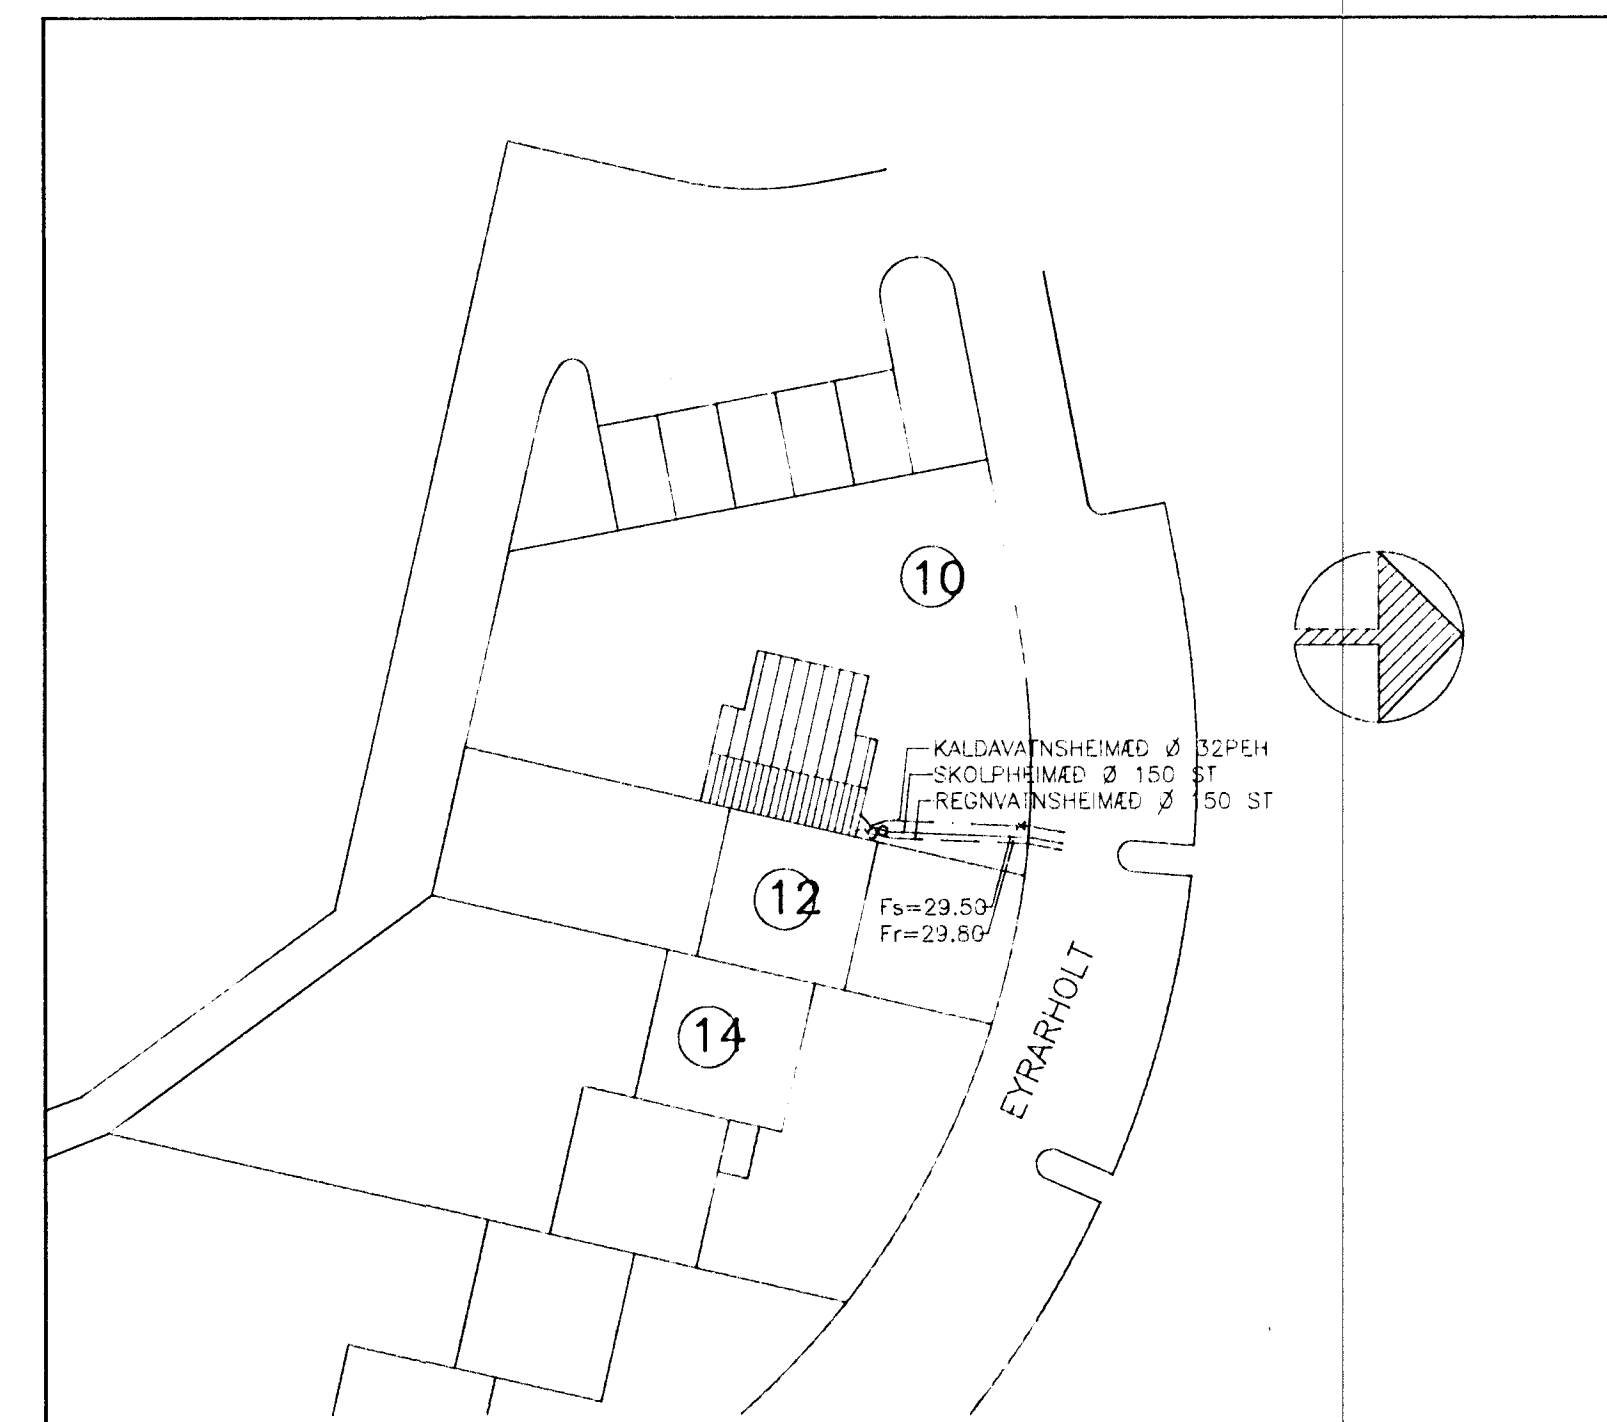 10
KALDAVATNSHEIMÆÐ Ø 32PEH
SKOLPHEIMÆÐ Ø 150 ST
REGNVATNSHEIMÆÐ Ø 150 ST
12
Fs=29.50
Fr=29.80
14
EYRARHOLT